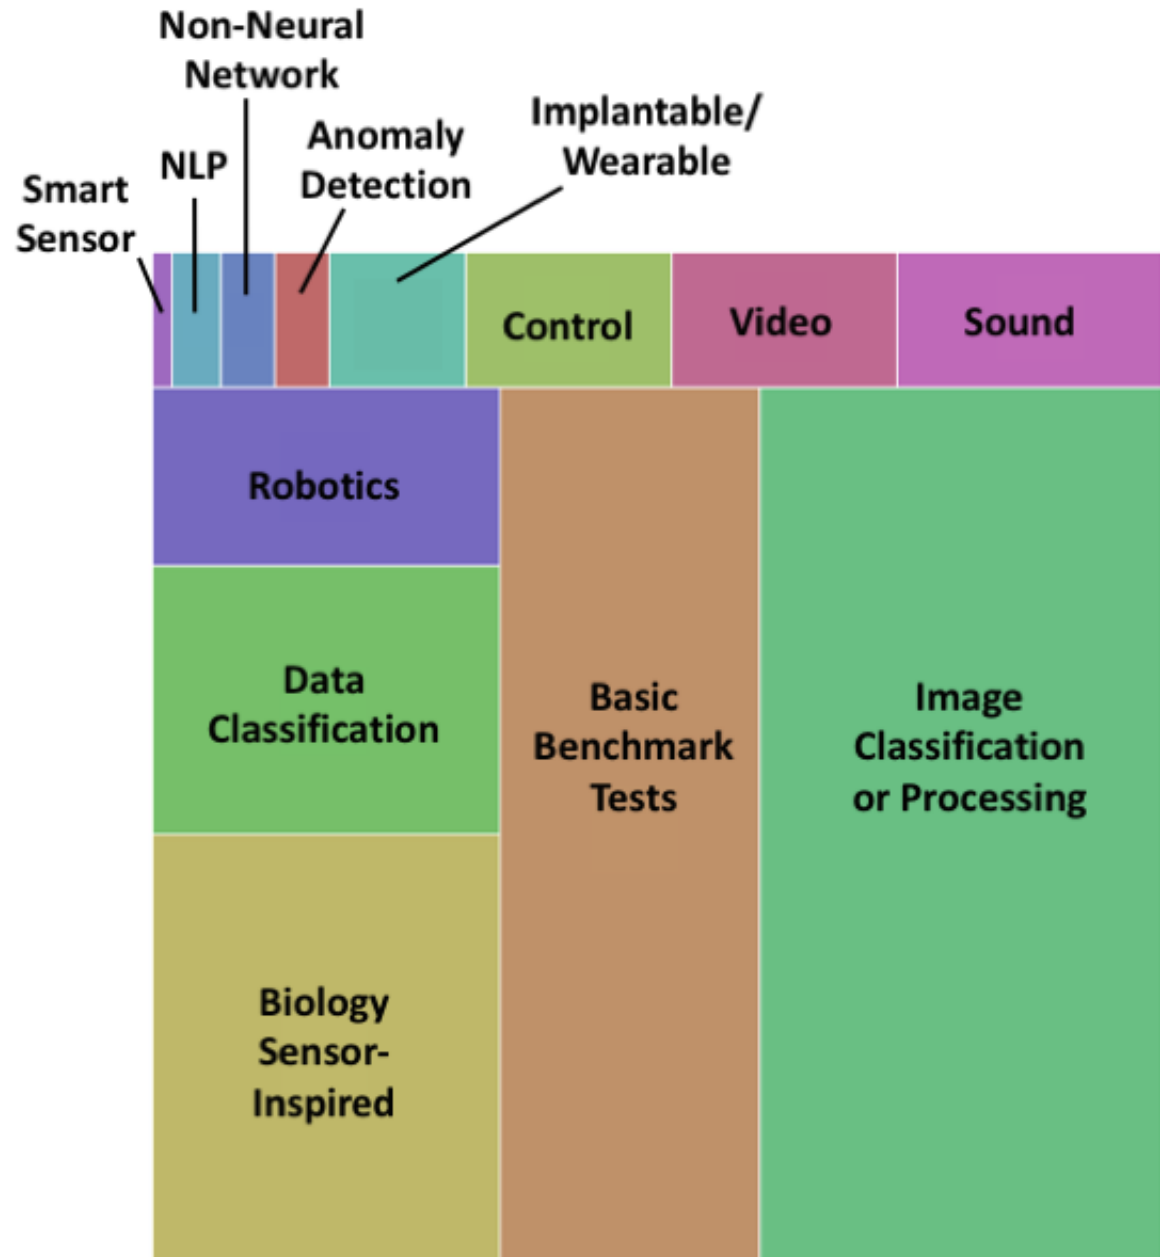 Non-Neural
Network
Anomaly
Detection
Implantable/
Wearable
NLP
Smart
Sensor
Control
Video
Sound
Robotics
Data
Classification
Basic
Benchmark
Tests
Image
Classification
or Processing
Biology
Sensor-
Inspired